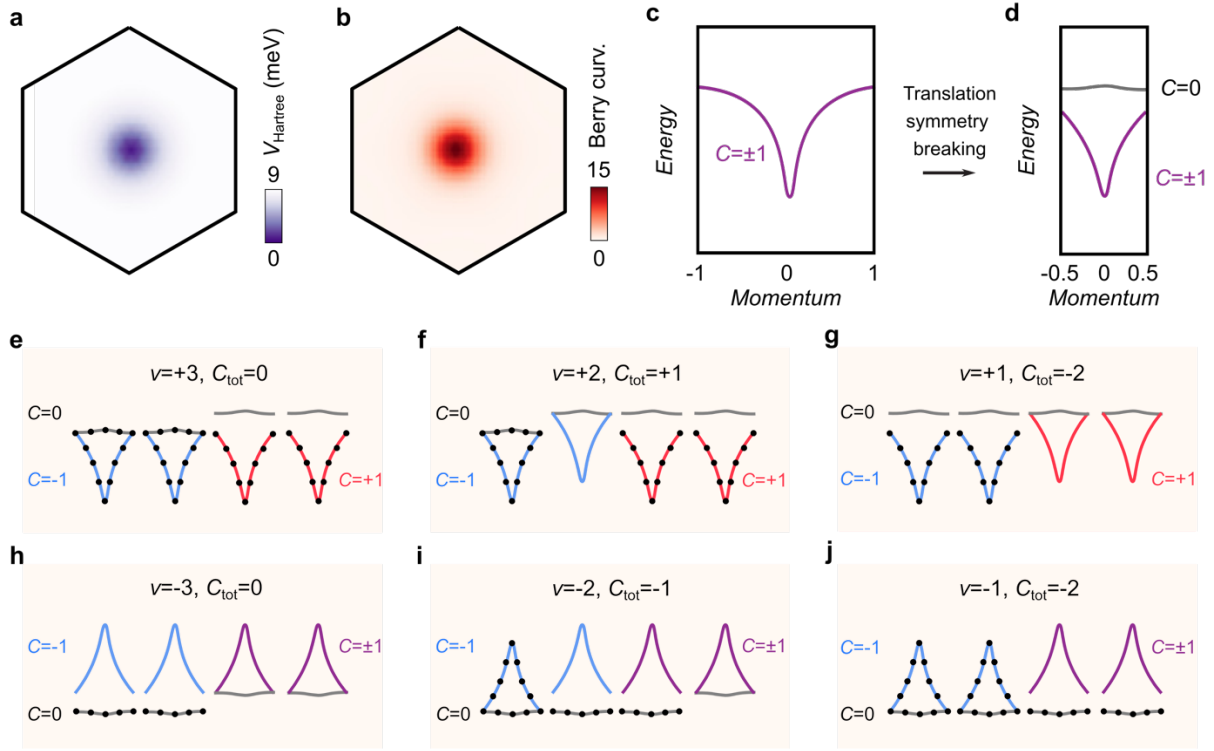 a
V_Hartree (meV)
9
0
b
Berry curv.
15
0
c
Energy
C=±1
-1 0 1
Momentum
Translation
symmetry
breaking
d
Energy
C=0
C=±1
-0.5 0 0.5
Momentum
e
ν=+3, C_tot=0
C=0
C=-1
C=+1
f
ν=+2, C_tot=+1
C=0
C=-1
C=+1
g
ν=+1, C_tot=-2
C=0
C=-1
C=+1
h
ν=-3, C_tot=0
C=-1
C=±1
C=0
i
ν=-2, C_tot=-1
C=-1
C=±1
C=0
j
ν=-1, C_tot=-2
C=-1
C=±1
C=0